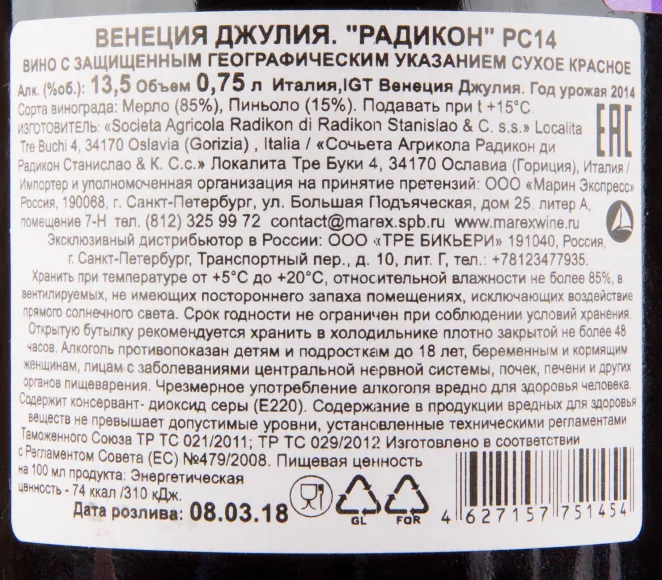 ВЕНЕЦИЯ ДЖУЛИЯ. "РАДИКОН" РС14
ВИНО С ЗАЩИЩЕННЫМ ГЕОГРАФИЧЕСКИМ УКАЗАНИЕМ СУХОЕ КРАСНОЕ
Алк. (%об.): 13,5 Объем 0,75 л Италия,IGT Венеция Джулия. Год урожая 2014
Сорта винограда: Мерло (85%), Пиньоло (15%). Подавать при t +15°C
ИЗГОТОВИТЕЛЬ: «Societa Agricola Radikon di Radikon Stanislao & C. s.s.» Localita
Tre Buchi 4, 34170 Oslavia (Gorizia) , Italia / «Сочьета Агрикола Радикон ди
Радикон Станислао & К. С.с.» Локалита Тре Буки 4, 34170 Ославиа (Гориция), Италия /
Импортер и уполномоченная организация на принятие претензий: ООО «Марин Экспресс»
Россия, 190068, г. Санкт-Петербург, ул. Большая Подъяческая, дом 25 литер А,
помещение 7-Н тел. (812) 325 99 72 contact@marex.spb.ru www.marexwine.ru
Эксклюзивный дистрибьютор в России: ООО «ТРЕ БИКЬЕРИ» 191040, Россия,
г. Санкт-Петербург, Транспортный пер., д. 10, лит. Г, тел.: +78123477935.
Хранить при температуре от +5°C до +20°C, относительной влажности не более 85%, в
вентилируемых, не имеющих постороннего запаха помещениях, исключающих воздействие
прямого солнечного света. Срок годности не ограничен при соблюдении условий хранения.
Открытую бутылку рекомендуется хранить в холодильнике плотно закрытой не более 48
часов. Алкоголь противопоказан детям и подросткам до 18 лет, беременным и кормящим
женщинам, лицам с заболеваниями центральной нервной системы, почек, печени и других
органов пищеварения. Чрезмерное употребление алкоголя вредно для здоровья человека.
Содержит консервант- диоксид серы (E220). Содержание в продукции вредных для здоровья
веществ не превышает допустимые уровни, установленные техническими регламентами
Таможенного Союза ТР ТС 021/2011; ТР ТС 029/2012 Изготовлено в соответствии
с Регламентом Совета (ЕС) №479/2008. Пищевая ценность
на 100 мл продукта: Энергетическая
ценность - 74 ккал /310 кДж.
Дата розлива: 08.03.18
GL
FOR
4 627157 751454
ЕАС